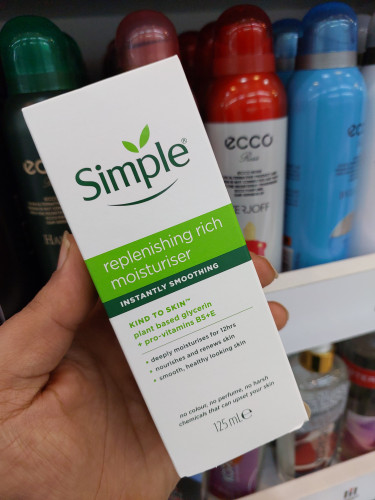 Simple®
replenishing rich
moisturiser
INSTANTLY SMOOTHING
KIND TO SKIN™
plant based glycerin
+ pro-vitamins B5+E
• deeply moisturises for 12hrs
• nourishes and renews skin
• smooth, healthy looking skin
no colour, no perfume, no harsh
chemicals that can upset your skin
125 mL e
ecco
ecco